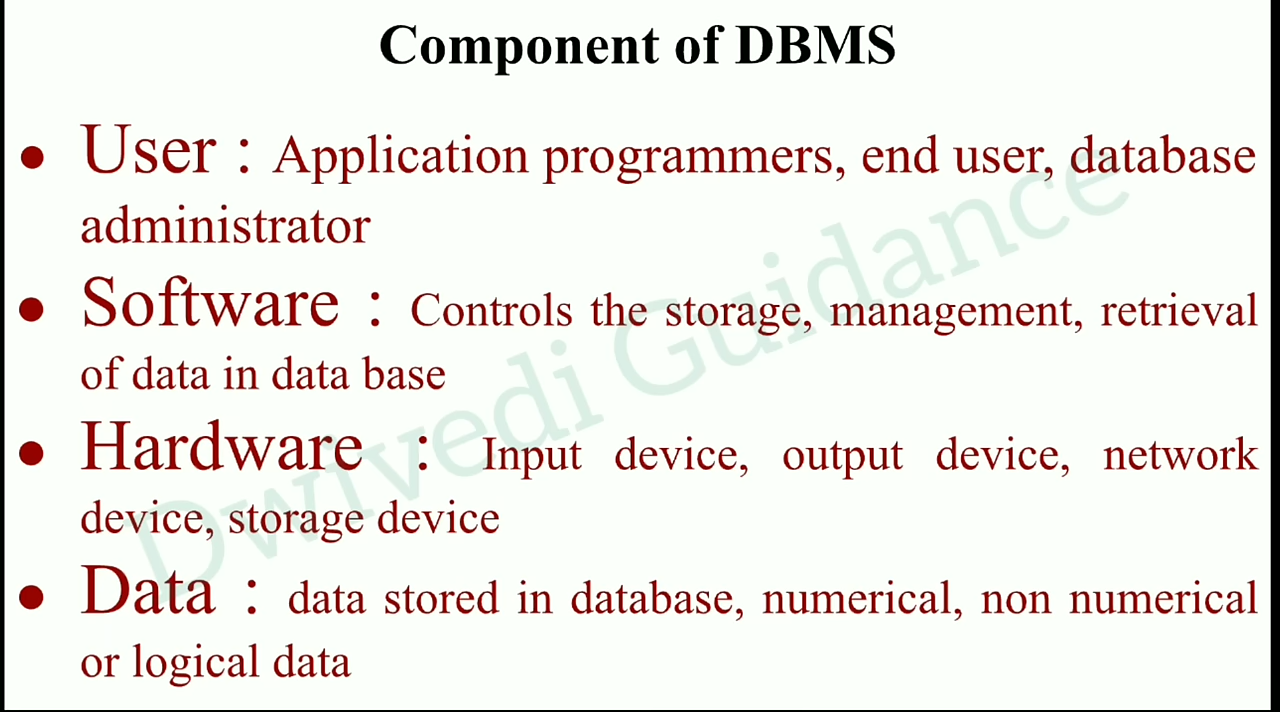 Component of DBMS
● User : Application programmers, end user, database
administrator
● Software : Controls the storage, management, retrieval
of data in data base
● Hardware : Input device, output device, network
device, storage device
● Data : data stored in database, numerical, non numerical
or logical data
Dwivedi Guidance